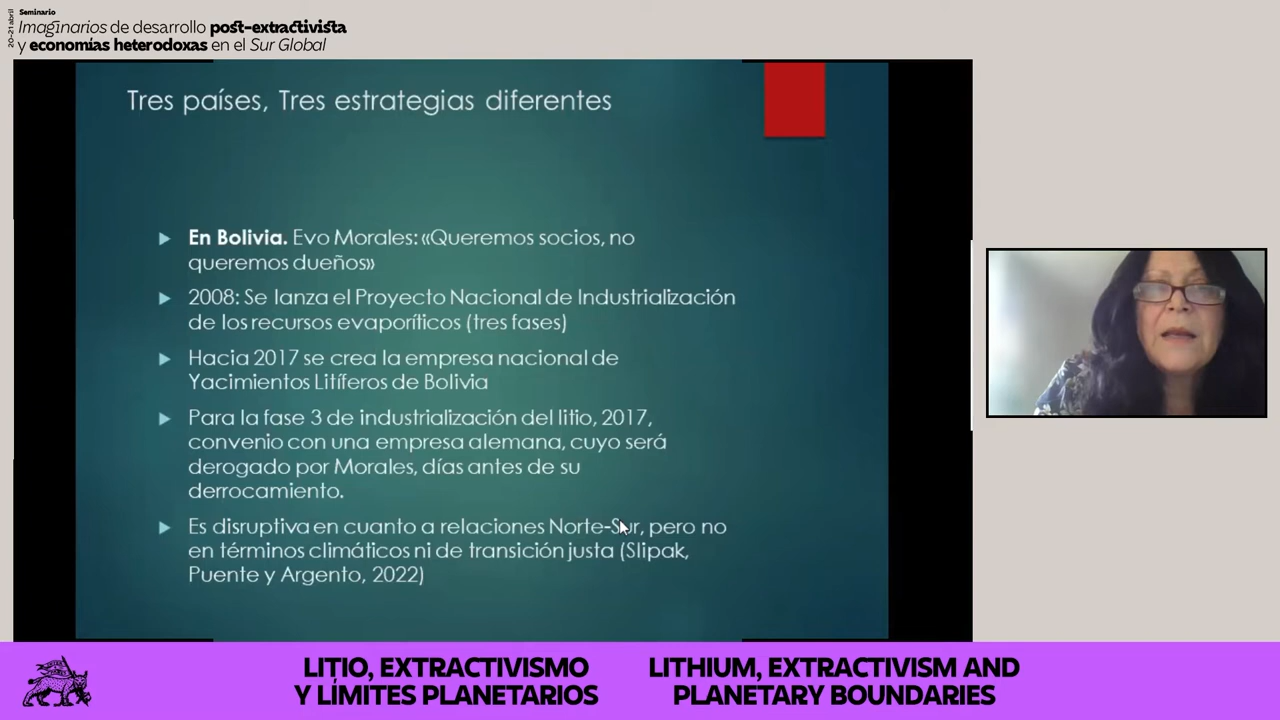 20–21 abril
Seminario
Imaginarios de desarrollo post-extractivista
y economías heterodoxas en el Sur Global
Tres países, Tres estrategias diferentes
En Bolivia. Evo Morales: «Queremos socios, no
queremos dueños»
2008: Se lanza el Proyecto Nacional de Industrialización
de los recursos evaporíticos (tres fases)
Hacia 2017 se crea la empresa nacional de
Yacimientos Litíferos de Bolivia
Para la fase 3 de industrialización del litio, 2017,
convenio con una empresa alemana, cuyo será
derogado por Morales, días antes de su
derrocamiento.
Es disruptiva en cuanto a relaciones Norte-Sur, pero no
en términos climáticos ni de transición justa (Slipak,
Puente y Argento, 2022)
LITIO, EXTRACTIVISMO
Y LÍMITES PLANETARIOS
LITHIUM, EXTRACTIVISM AND
PLANETARY BOUNDARIES